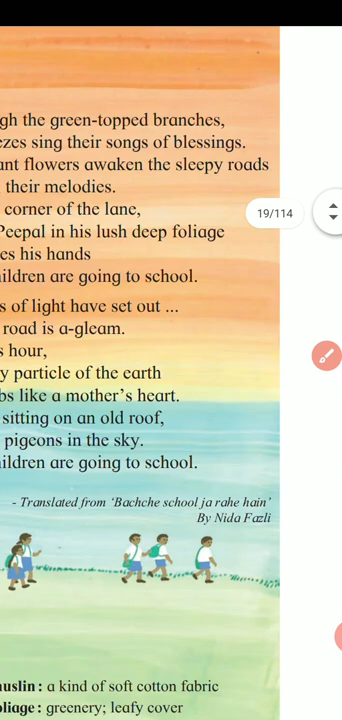 gh the green-topped branches,
ezes sing their songs of blessings.
ant flowers awaken the sleepy roads
their melodies.
corner of the lane,
Peepal in his lush deep foliage
es his hands
ildren are going to school.
s of light have set out ...
road is a-gleam.
s hour,
y particle of the earth
bs like a mother's heart.
sitting on an old roof,
pigeons in the sky.
ildren are going to school.
- Translated from 'Bachche school ja rahe hain'
By Nida Fazli
uslin : a kind of soft cotton fabric
oliage : greenery; leafy cover
19/114